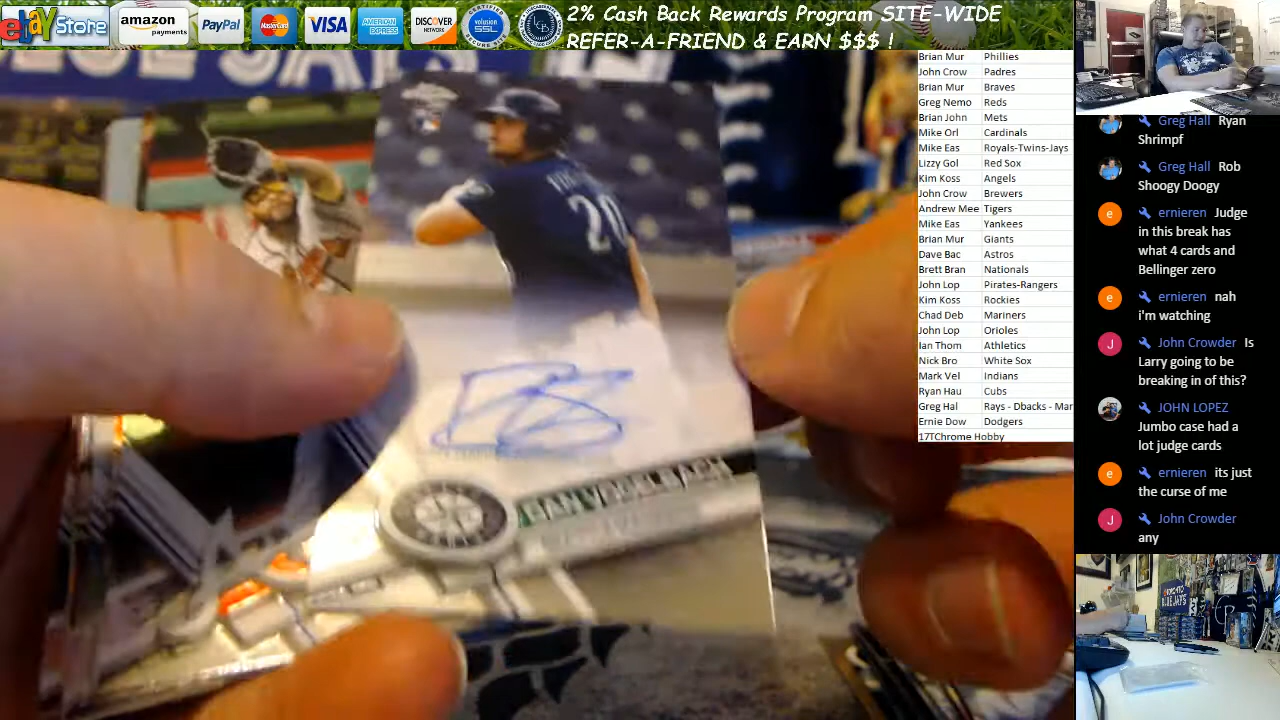 ebay Store
amazon
payments
PayPal
MasterCard
VISA
AMERICAN EXPRESS
DISCOVER
NETWORK
volusion
SSL
2% Cash Back Rewards Program SITE-WIDE
REFER-A-FRIEND & EARN $$$ !
BLUE JAYS
20
DAN VOGELBACH
Brian Mur Phillies
John Crow Padres
Brian Mur Braves
Greg Nemo Reds
Brian John Mets
Mike Orl Cardinals
Mike Eas Royals-Twins-Jays
Lizzy Gol Red Sox
Kim Koss Angels
John Crow Brewers
Andrew Mee Tigers
Mike Eas Yankees
Brian Mur Giants
Dave Bac Astros
Brett Bran Nationals
John Lop Pirates-Rangers
Kim Koss Rockies
Chad Deb Mariners
John Lop Orioles
Ian Thom Athletics
Nick Bro White Sox
Mark Vel Indians
Ryan Hau Cubs
Greg Hal Rays - Dbacks - Mar
Ernie Dow Dodgers
17TChrome Hobby
Greg Hall Ryan
Shrimpf
Greg Hall Rob
Shoogy Doogy
ernieren Judge
in this break has
what 4 cards and
Bellinger zero
ernieren nah
i'm watching
John Crowder Is
Larry going to be
breaking in of this?
JOHN LOPEZ
Jumbo case had a
lot judge cards
ernieren its just
the curse of me
John Crowder
any